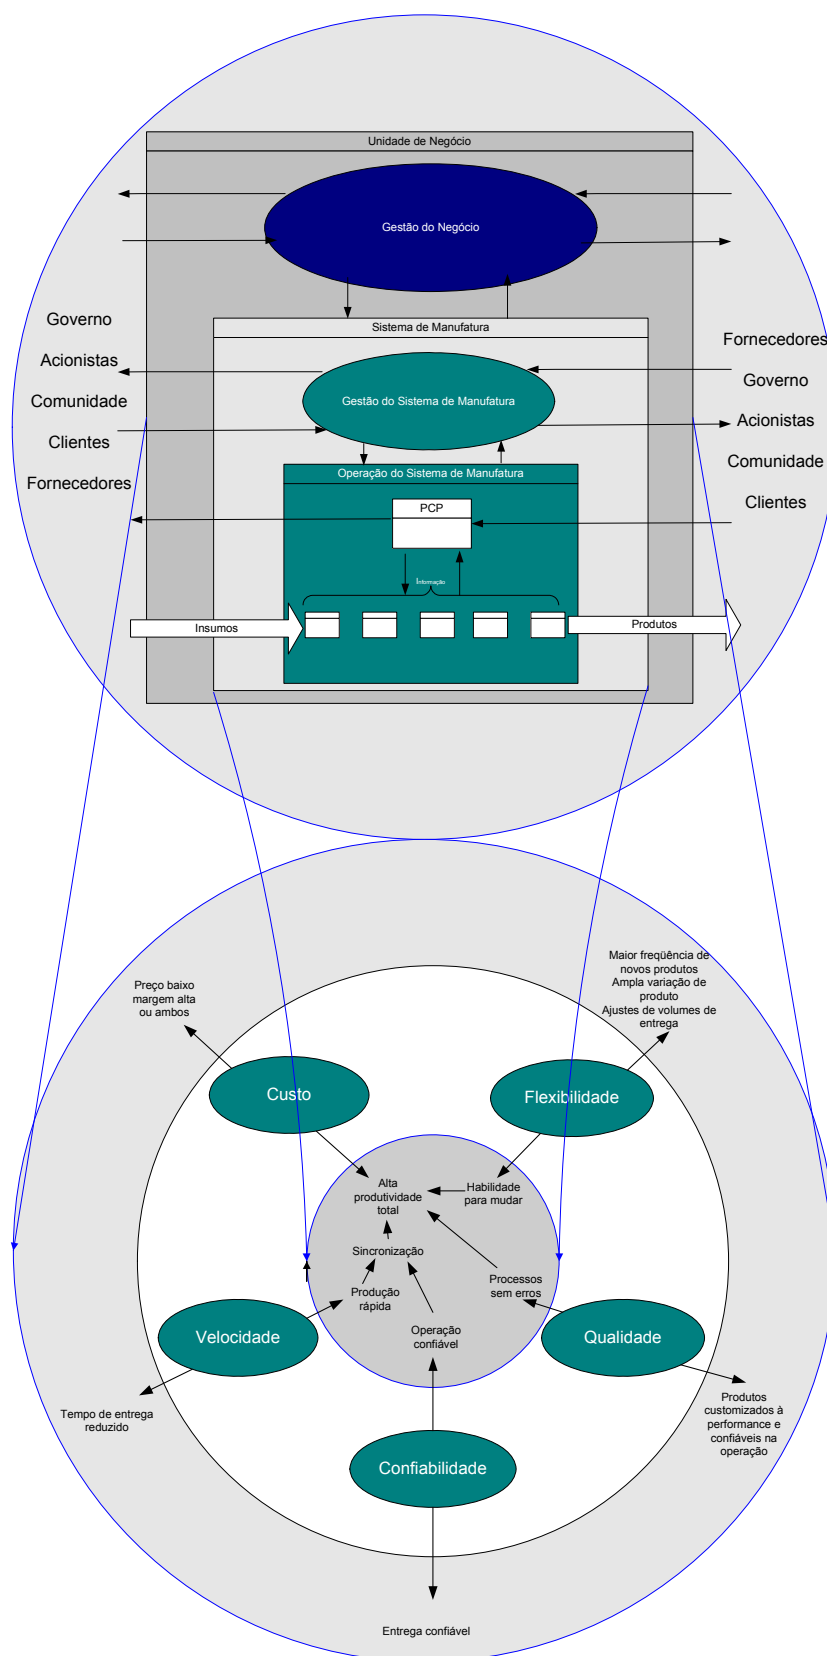 Unidade de Negócio
Gestão do Negócio
Governo
Acionistas
Comunidade
Clientes
Fornecedores
Sistema de Manufatura
Gestão do Sistema de Manufatura
Fornecedores
Governo
Acionistas
Comunidade
Clientes
Operação do Sistema de Manufatura
PCP
Informação
Insumos
Produtos
Preço baixo
margem alta
ou ambos
Maior freqüência de
novos produtos
Ampla variação de
produto
Ajustes de volumes de
entrega
Custo
Flexibilidade
Alta
produtividade
total
Habilidade
para mudar
Sincronização
Produção
rápida
Processos
sem erros
Operação
confiável
Velocidade
Qualidade
Tempo de entrega
reduzido
Produtos
customizados à
performance e
confiáveis na
operação
Confiabilidade
Entrega confiável